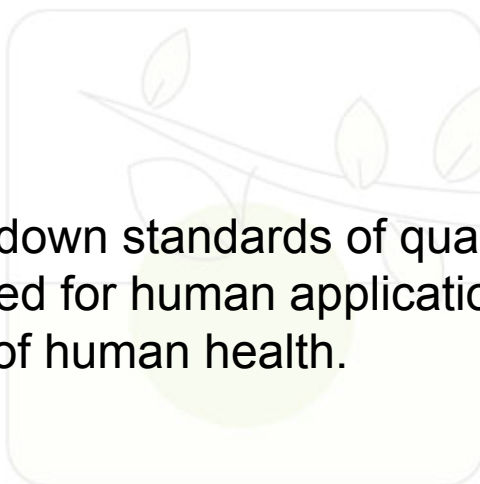 down standards of qua
ed for human applicatio
of human health.